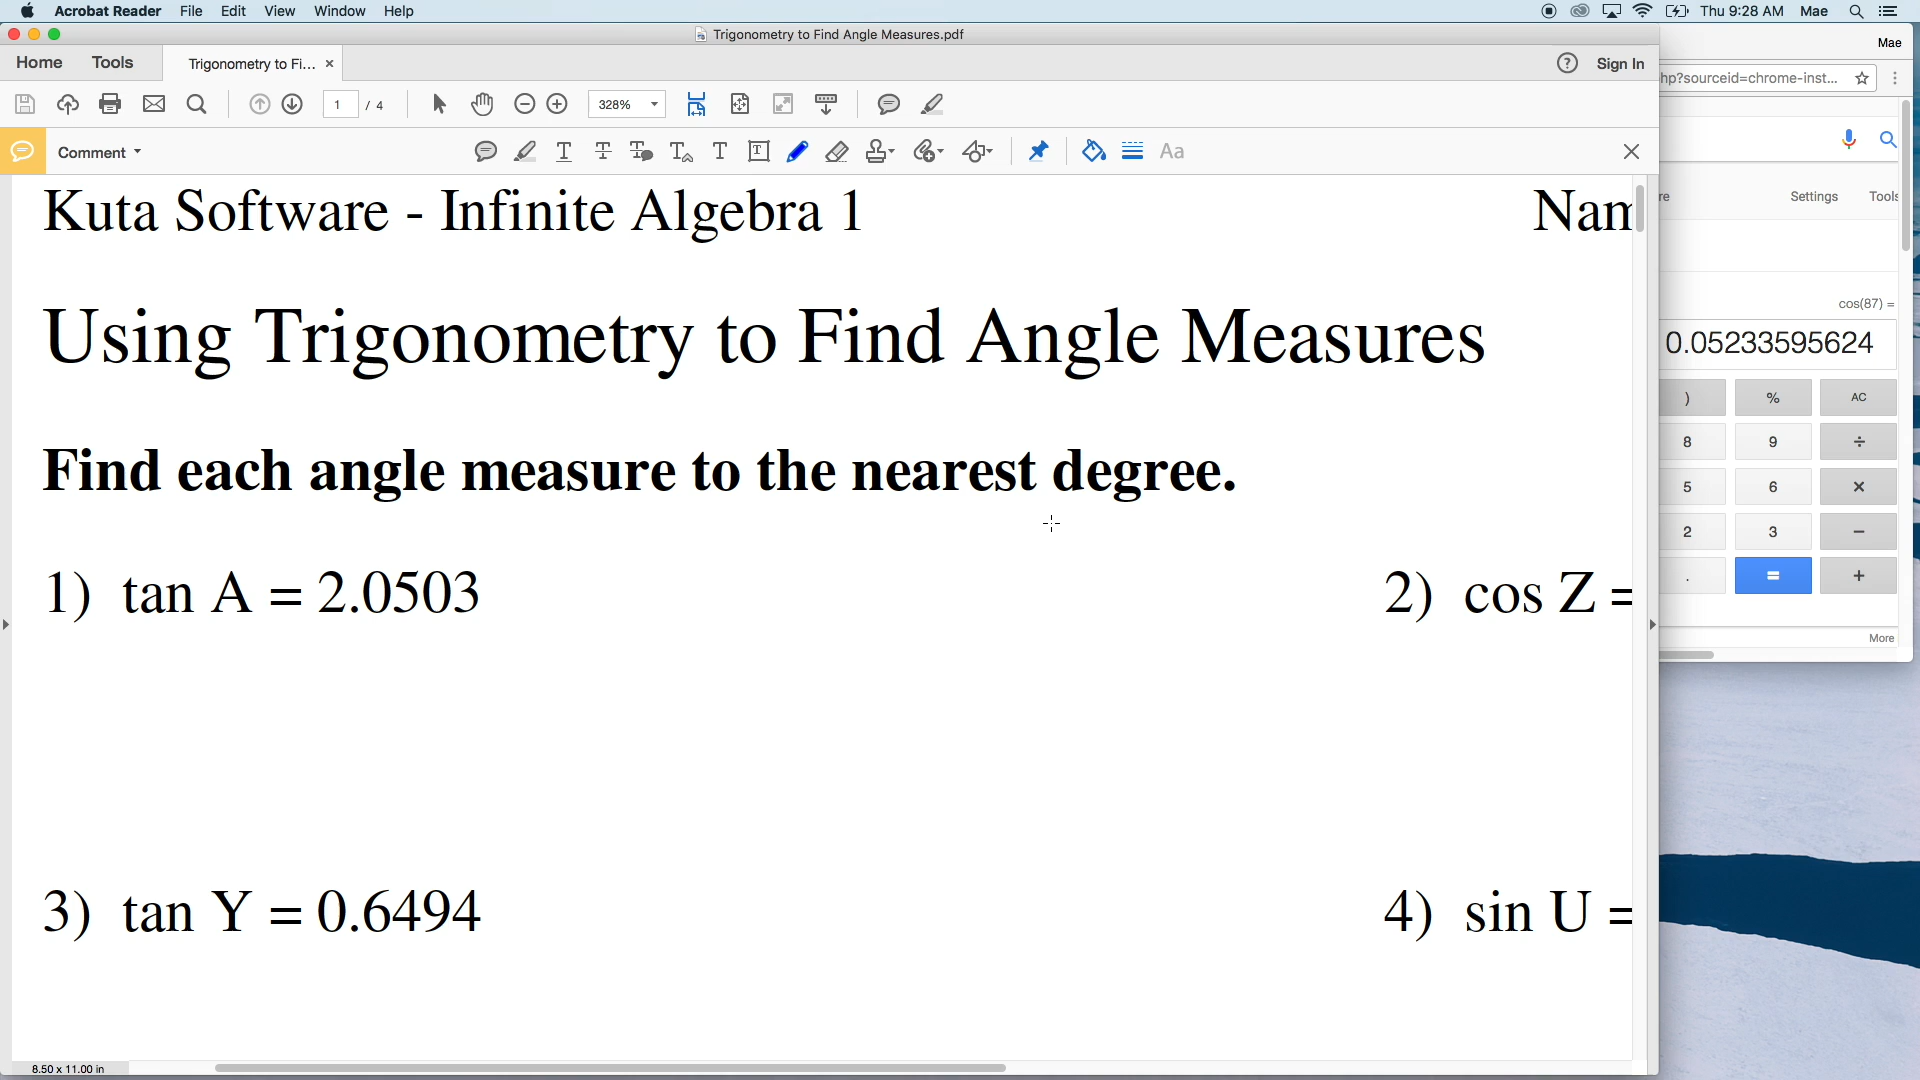 Acrobat Reader File Edit View Window Help
Thu 9:28 AM Mae
Trigonometry to Find Angle Measures.pdf
Mae
Home Tools Trigonometry to Fi... ×
Sign In
hp?sourceid=chrome-inst...
1 / 4
328%
Comment
Aa
Kuta Software - Infinite Algebra 1
Nam
re Settings Tools
Using Trigonometry to Find Angle Measures
cos(87) =
0.05233595624
) % AC
8 9 ÷
5 6 ×
2 3 −
. = +
More
Find each angle measure to the nearest degree.
1) tan A = 2.0503
2) cos Z =
3) tan Y = 0.6494
4) sin U =
8.50 x 11.00 in